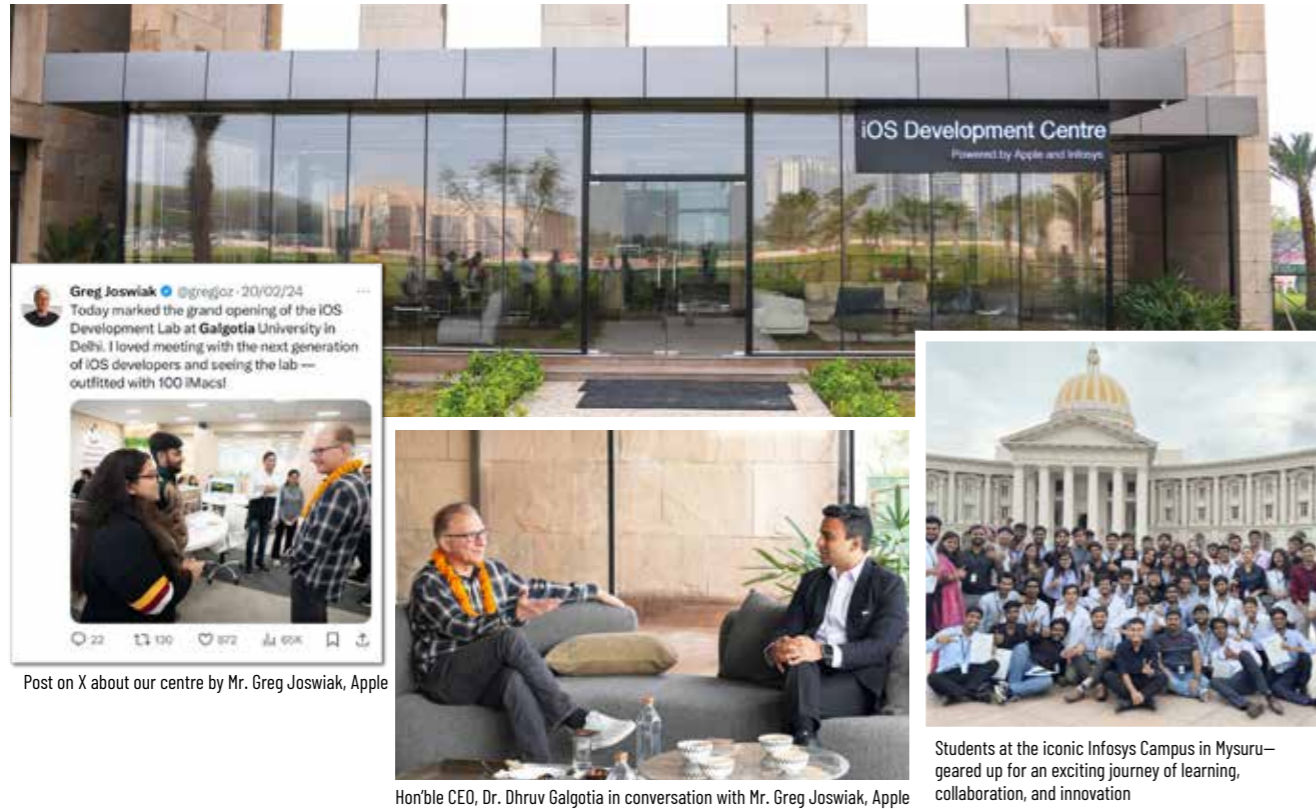 iOS Development Centre
Powered by Apple and Infosys
Greg Joswiak @gregjoz · 20/02/24
Today marked the grand opening of the iOS
Development Lab at Galgotia University in
Delhi. I loved meeting with the next generation
of iOS developers and seeing the lab —
outfitted with 100 iMacs!
22 130 872 65K
Post on X about our centre by Mr. Greg Joswiak, Apple
Hon'ble CEO, Dr. Dhruv Galgotia in conversation with Mr. Greg Joswiak, Apple
Students at the iconic Infosys Campus in Mysuru—
geared up for an exciting journey of learning,
collaboration, and innovation